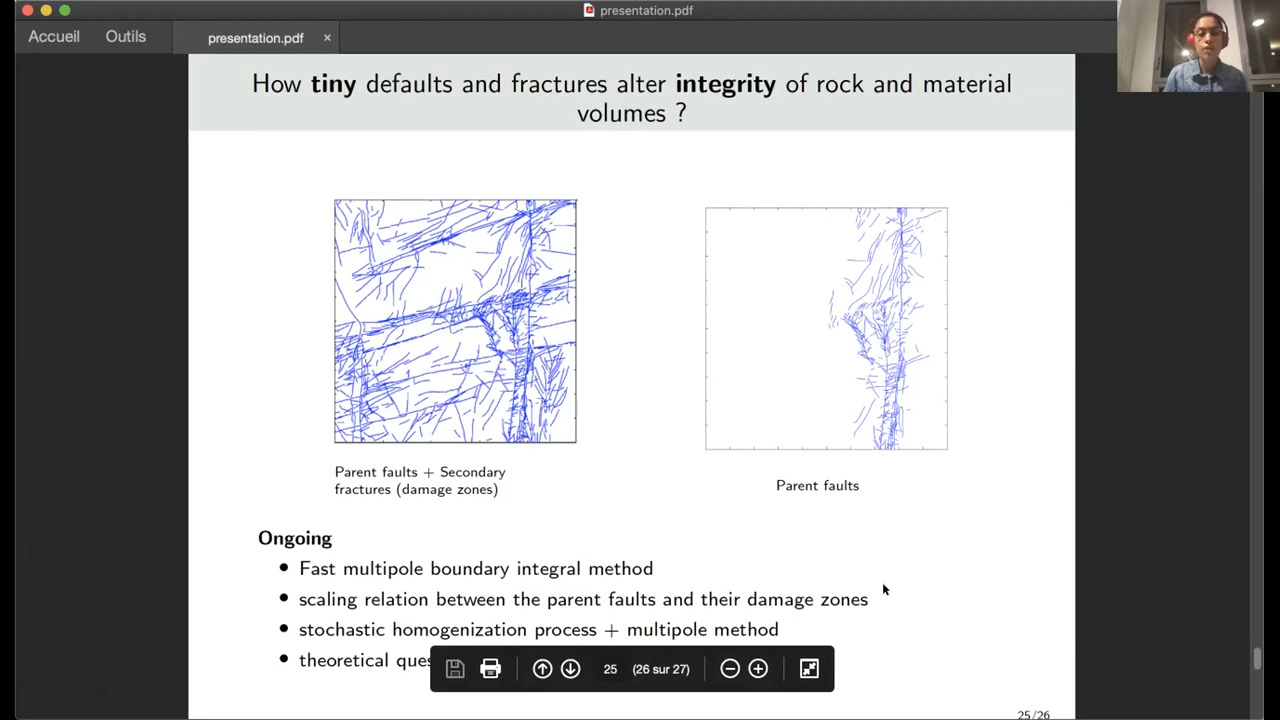 presentation.pdf
Accueil Outils presentation.pdf ×
How tiny defaults and fractures alter integrity of rock and material
volumes ?
Parent faults + Secondary
fractures (damage zones)
Parent faults
Ongoing
• Fast multipole boundary integral method
• scaling relation between the parent faults and their damage zones
• stochastic homogenization process + multipole method
• theoretical
25 (26 sur 27)
25/26